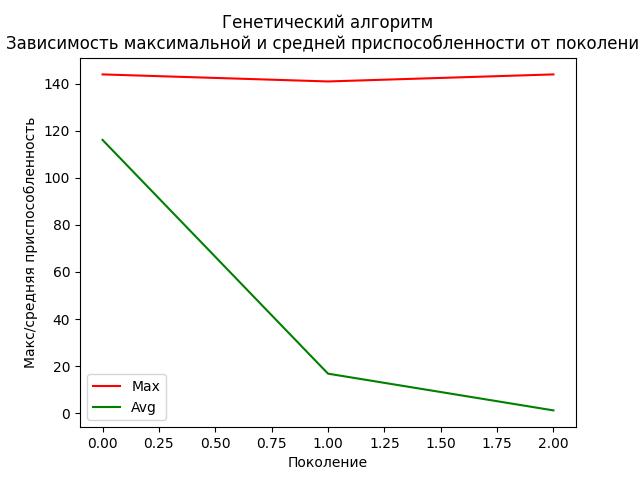 Генетический алгоритм
Зависимость максимальной и средней приспособленности от поколени
140
120
100
80
60
40
20
0
Макс/средняя приспособленность
Max
Avg
0.00 0.25 0.50 0.75 1.00 1.25 1.50 1.75 2.00
Поколение